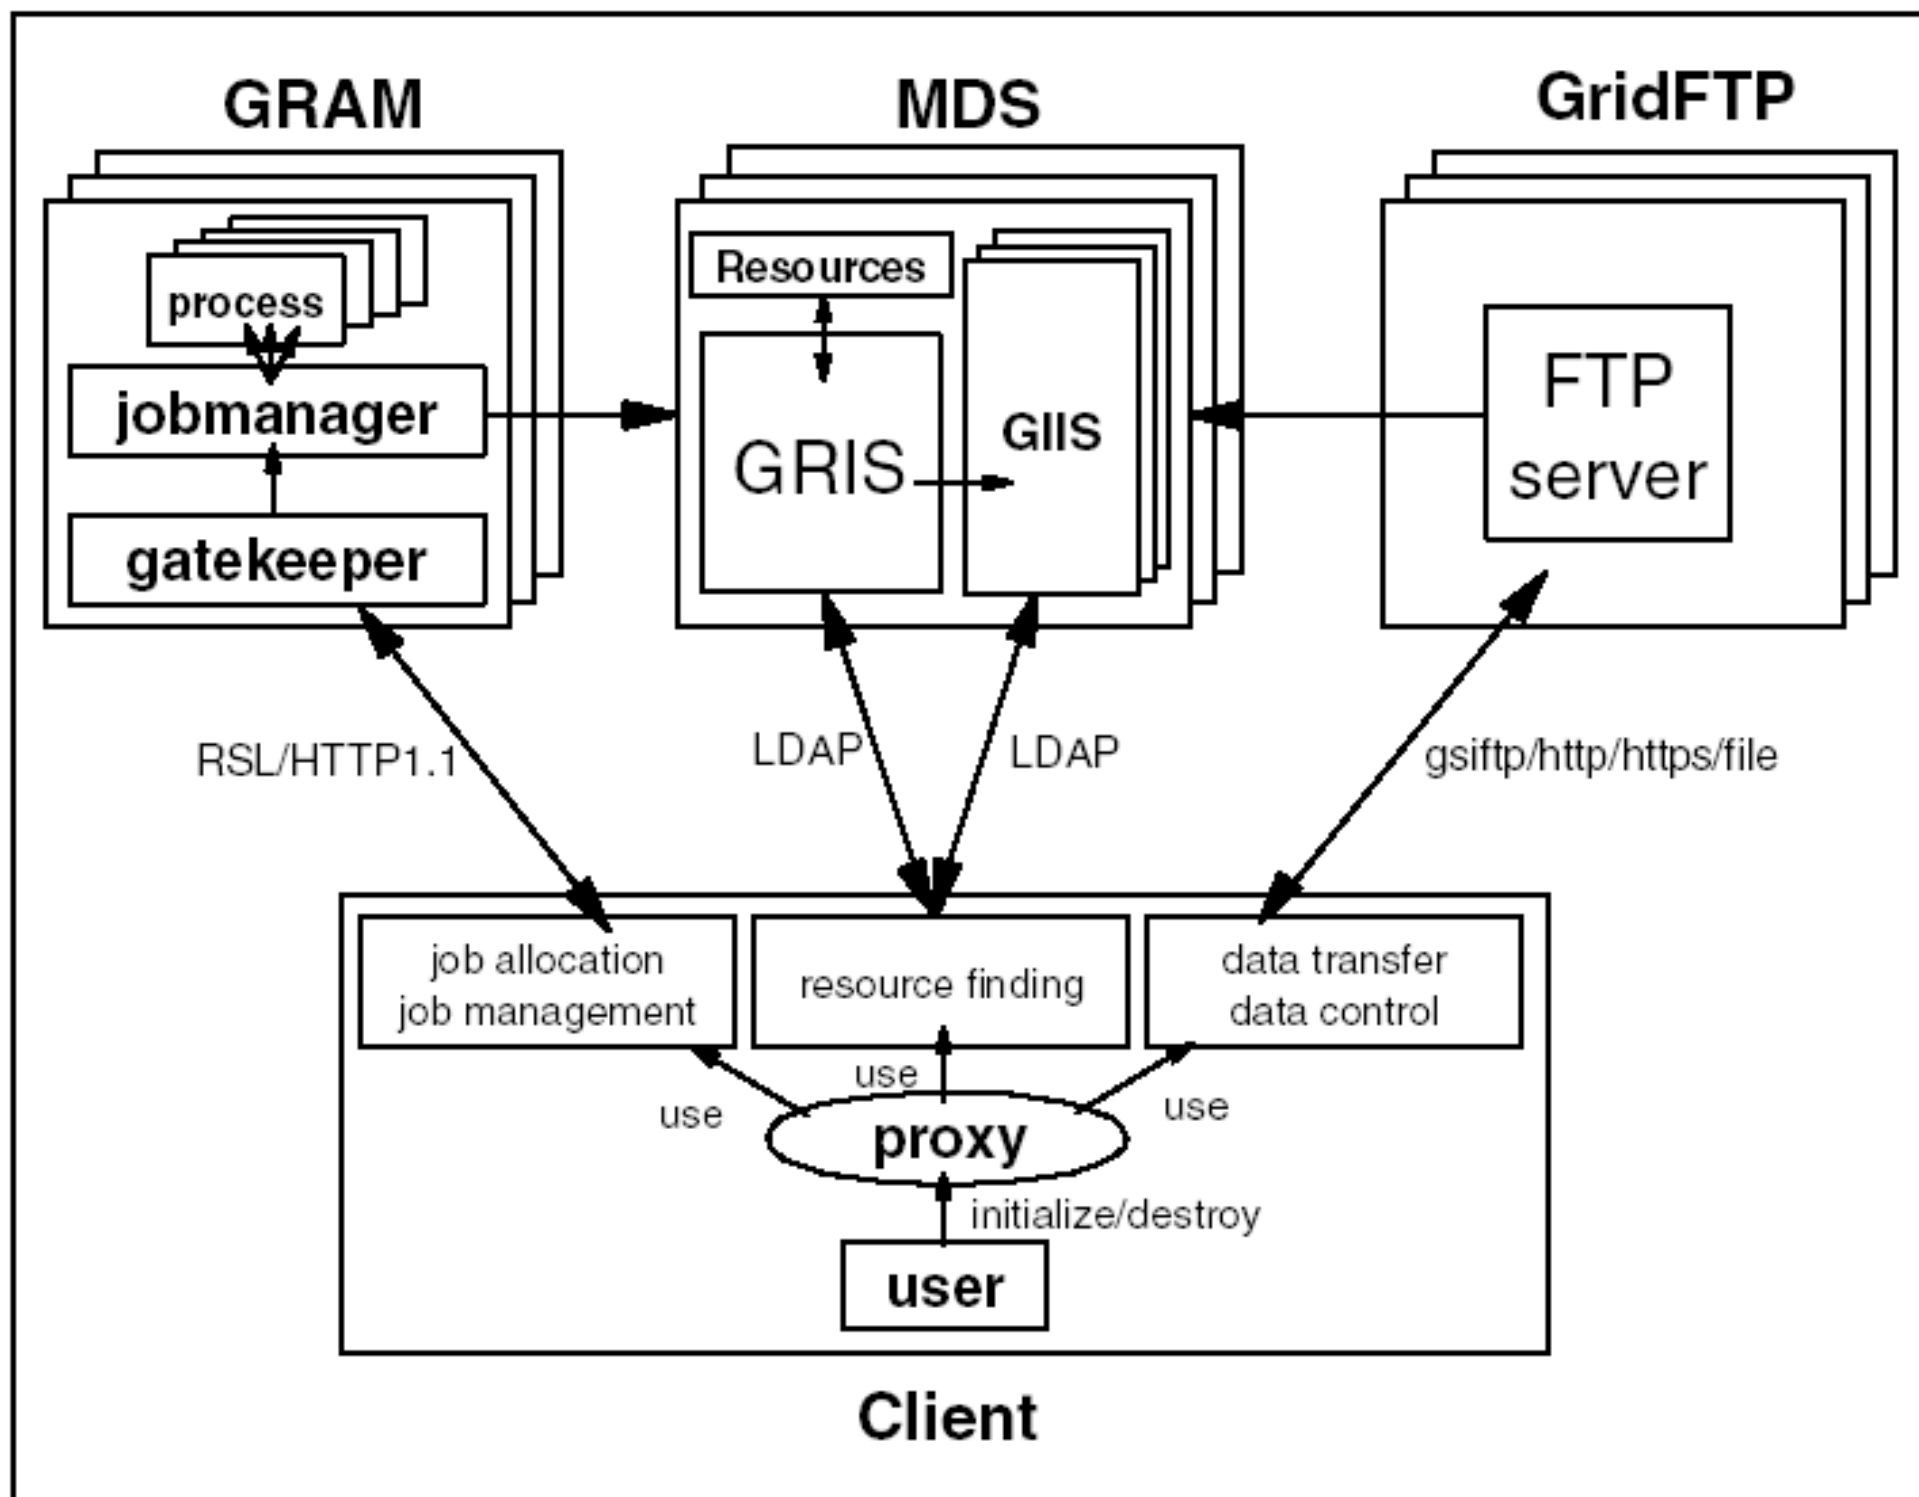 GRAM
MDS
GridFTP
process
jobmanager
gatekeeper
Resources
GRIS
GIIS
FTP
server
RSL/HTTP1.1
LDAP
LDAP
gsiftp/http/https/file
job allocation
job management
resource finding
data transfer
data control
use
use
use
proxy
initialize/destroy
user
Client